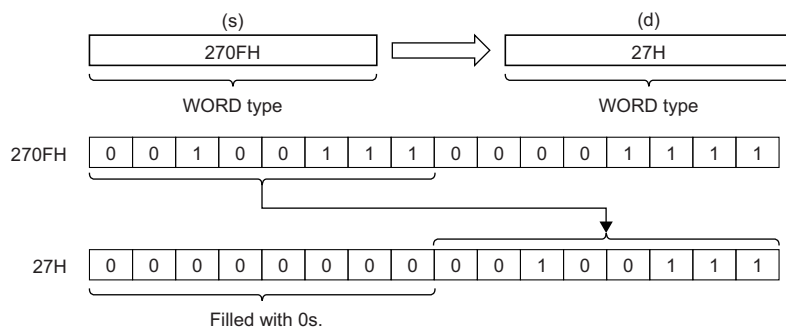 (s) (d)
270FH 27H
WORD type WORD type
270FH 0 0 1 0 0 1 1 1 0 0 0 0 1 1 1 1
27H 0 0 0 0 0 0 0 0 0 0 1 0 0 1 1 1
Filled with 0s.